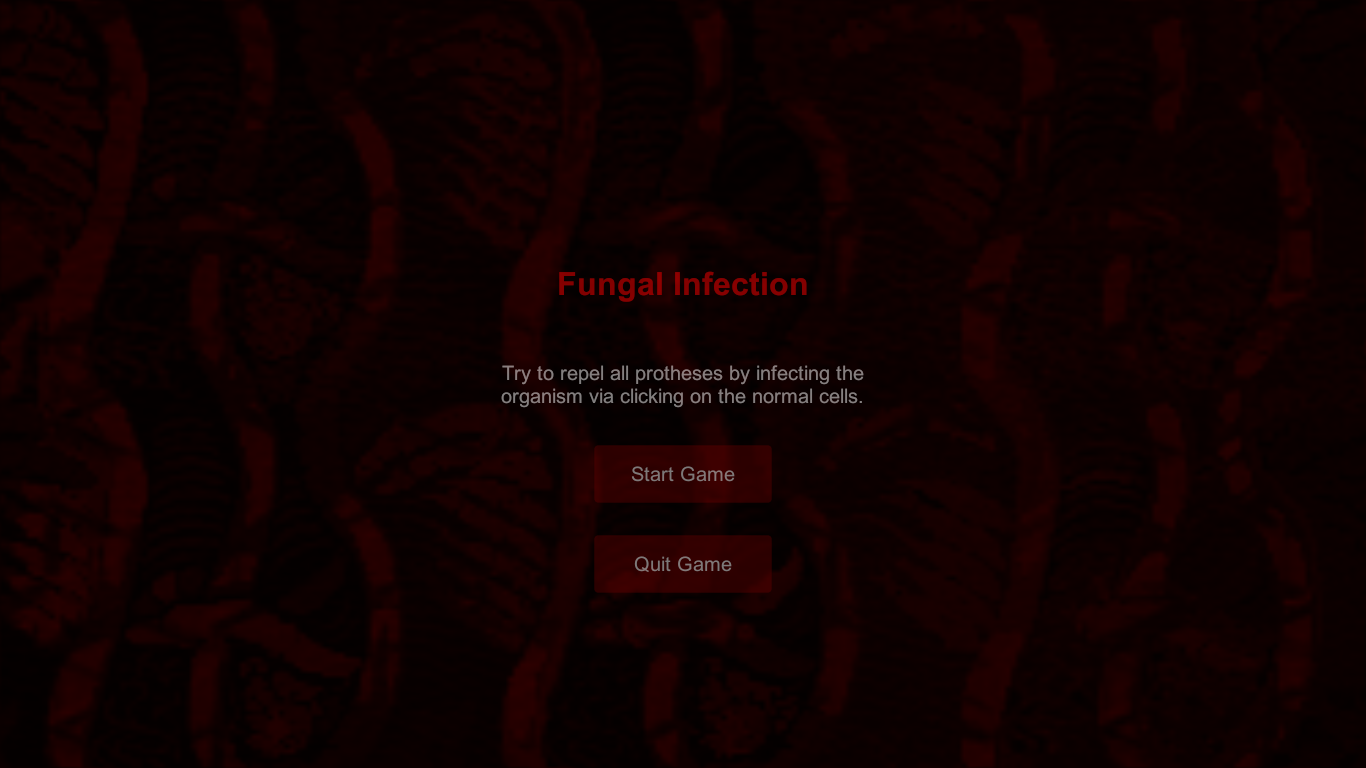 Fungal Infection
Try to repel all protheses by infecting the
organism via clicking on the normal cells.
Start Game
Quit Game